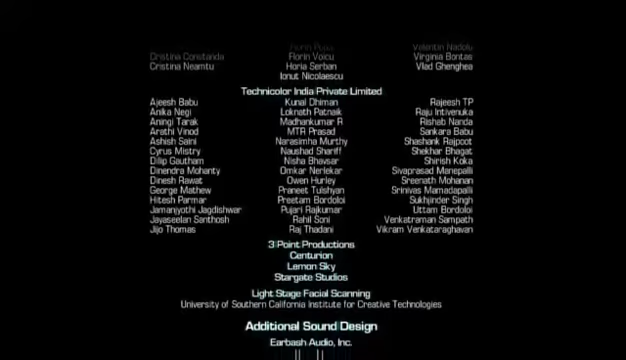 Valentin Nadolu
Cristina Constanda Florin Voicu Virginia Bontas
Cristina Neamtu Horia Serban Vlad Ghenghea
Ionut Nicolaescu
Technicolor India Private Limited
Ajeesh Babu Kunal Dhiman Rajeesh TP
Anika Negi Loknath Patnaik Raju Intivenuka
Aningi Tarak Madhankumar R Rishab Nanda
Arathi Vinod MTR Prasad Sankara Babu
Ashish Saini Narasimha Murthy Shashank Rajpoot
Cyrus Mistry Naushad Shariff Shekhar Bhagat
Dilip Gautham Nisha Bhavsar Shirish Koka
Dinendra Mohanty Omkar Nerlekar Sivaprasad Manepalli
Dinesh Rawat Owen Hurley Sreenath Mohanan
George Mathew Praneet Tulshyan Srinivas Mamadapalli
Hitesh Parmar Preetam Bordoloi Sukhjinder Singh
Jamanjyothi Jagdishwar Pujari Rajkumar Uttam Bordoloi
Jayaseelan Santhosh Rahil Soni Venkatraman Sampath
Jijo Thomas Raj Thadani Vikram Venkataraghavan
3 Point Productions
Centurion
Lemon Sky
Stargate Studios
Light Stage Facial Scanning
University of Southern California Institute for Creative Technologies
Additional Sound Design
Earbash Audio, Inc.